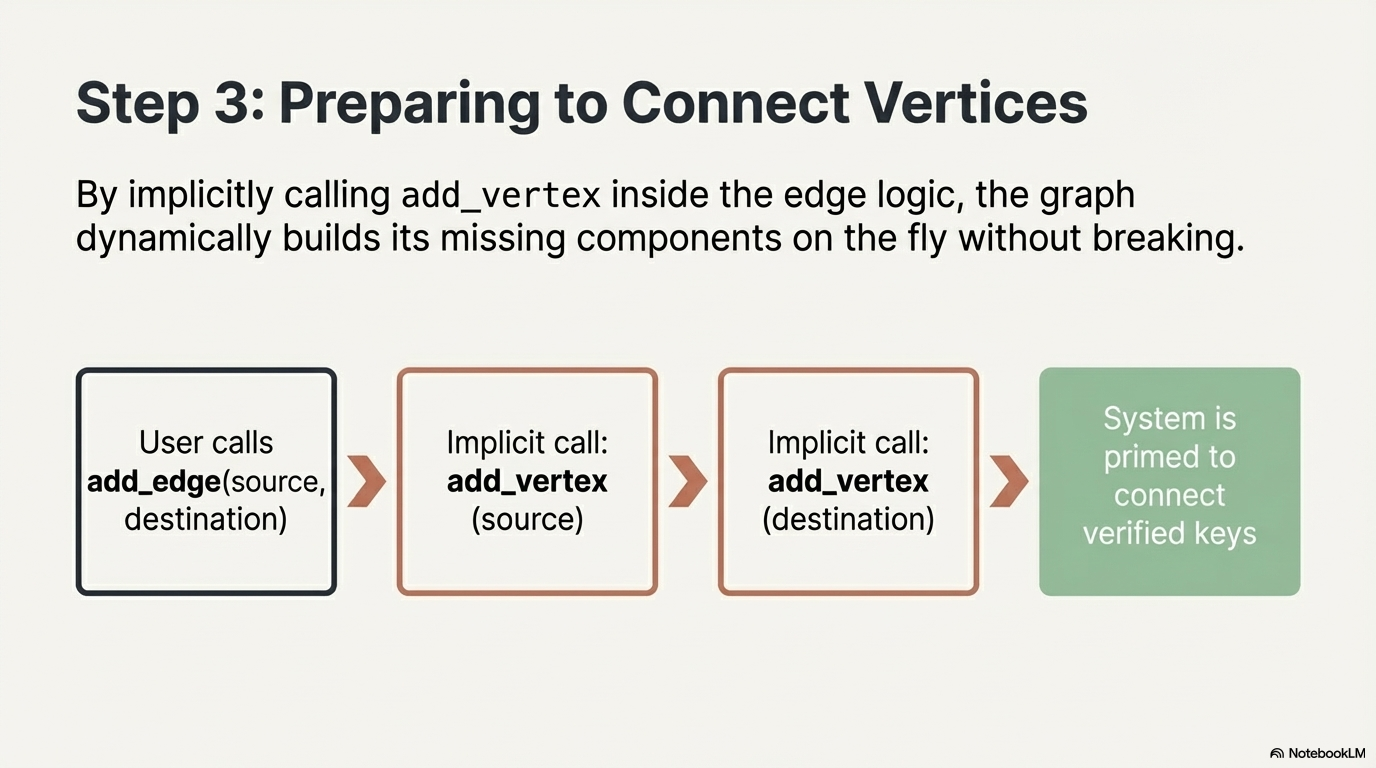 Step 3: Preparing to Connect Vertices
By implicitly calling add_vertex inside the edge logic, the graph
dynamically builds its missing components on the fly without breaking.
User calls
add_edge(source,
destination)
Implicit call:
add_vertex
(source)
Implicit call:
add_vertex
(destination)
System is
primed to
connect
verified keys
NotebookLM